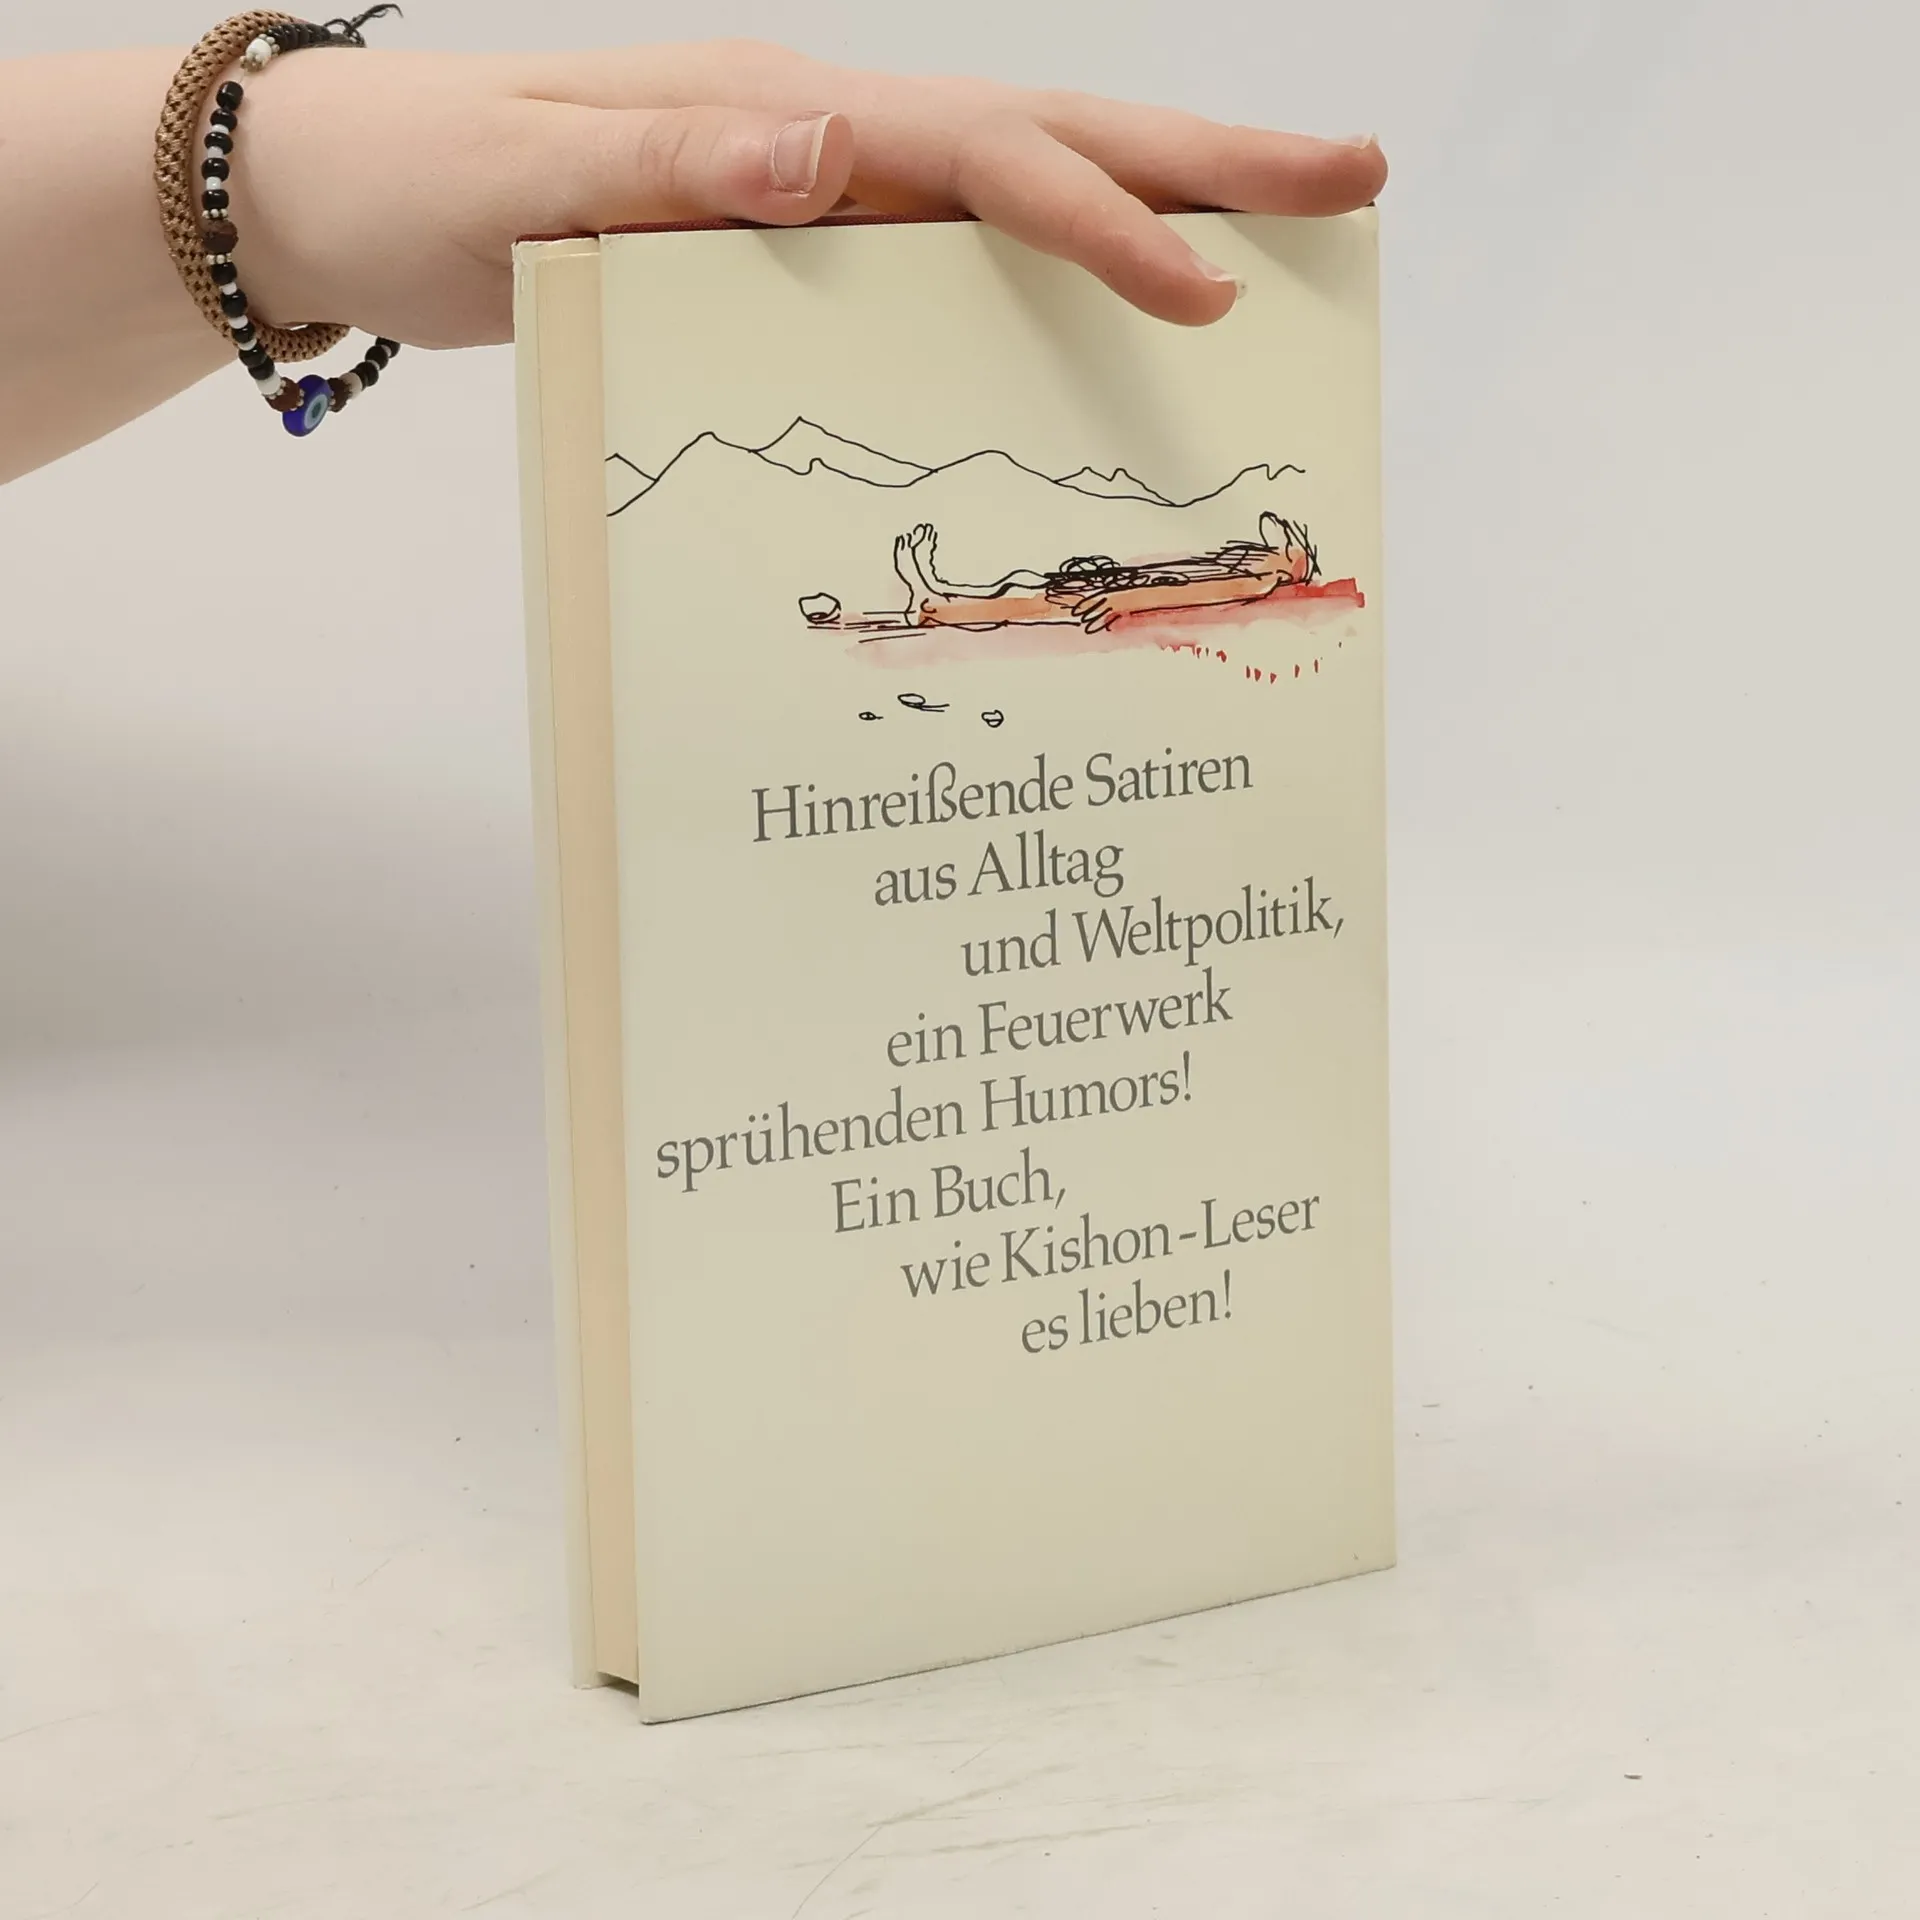 Hinreißende Satiren
aus Alltag
und Weltpolitik,
ein Feuerwerk
sprühenden Humors!
Ein Buch,
wie Kishon-Leser
es lieben!